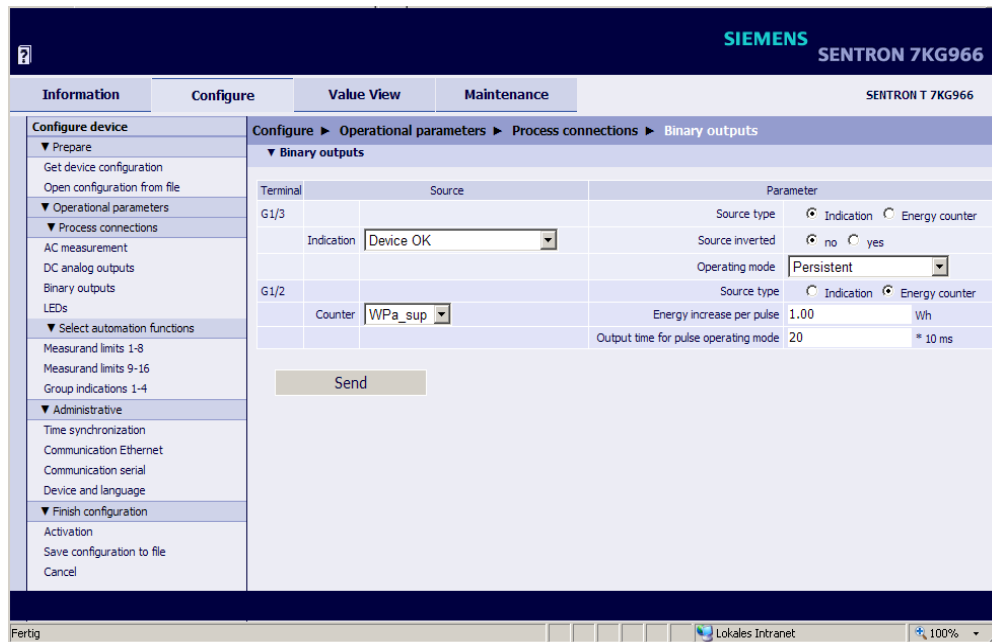 SIEMENS
SENTRON 7KG966
?
Information Configure Value View Maintenance SENTRON T 7KG966
Configure device
▼ Prepare
Get device configuration
Open configuration from file
▼ Operational parameters
▼ Process connections
AC measurement
DC analog outputs
Binary outputs
LEDs
▼ Select automation functions
Measurand limits 1-8
Measurand limits 9-16
Group indications 1-4
▼ Administrative
Time synchronization
Communication Ethernet
Communication serial
Device and language
▼ Finish configuration
Activation
Save configuration to file
Cancel
Configure ► Operational parameters ► Process connections ► Binary outputs
▼ Binary outputs
Terminal Source Parameter
G1/3 Source type Indication Energy counter
Indication Device OK Source inverted no yes
Operating mode Persistent
G1/2 Source type Indication Energy counter
Counter WPa_sup Energy increase per pulse 1.00 Wh
Output time for pulse operating mode 20 * 10 ms
Send
Fertig Lokales Intranet 100%